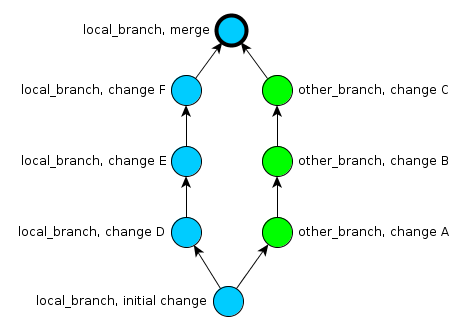 local_branch, merge
local_branch, change F
other_branch, change C
local_branch, change E
other_branch, change B
local_branch, change D
other_branch, change A
local_branch, initial change